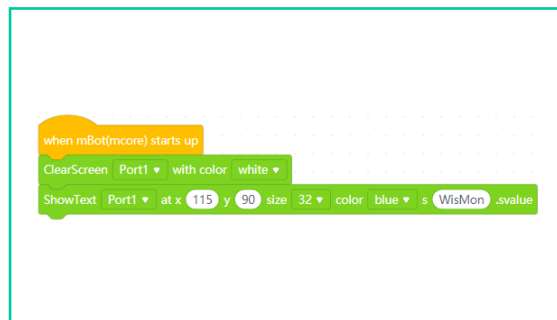 when mBot(mcore) starts up
ClearScreen Port1 with color white
ShowText Port1 at x 115 y 90 size 32 color blue s WisMon .svalue